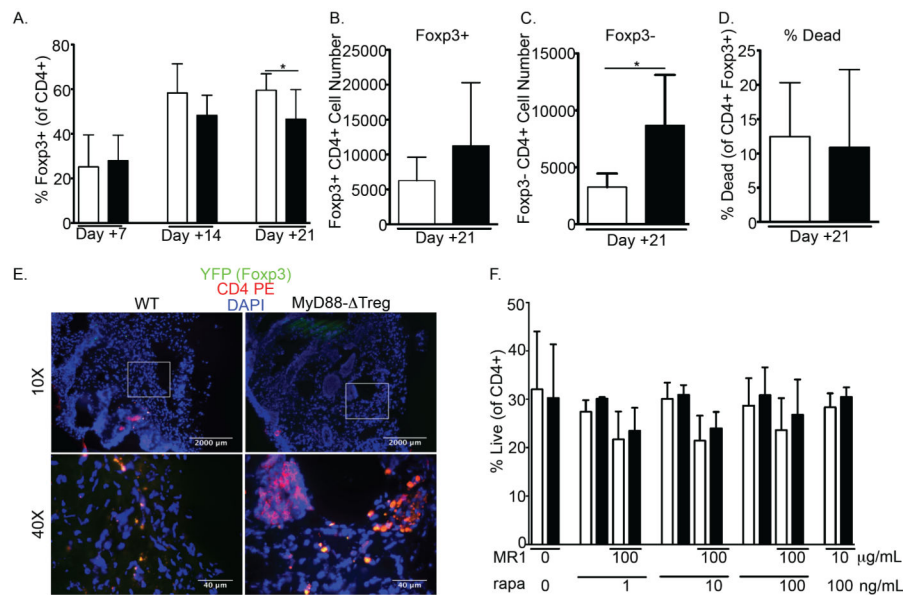 A.
% Foxp3+ (of CD4+)
80
60
40
20
0
*
Day +7
Day +14
Day +21
B.
Foxp3+
Foxp3+ CD4+ Cell Number
25000
20000
15000
10000
5000
0
Day +21
C.
Foxp3-
Foxp3- CD4+ Cell Number
15000
10000
5000
0
*
Day +21
D.
% Dead
% Dead (of CD4+ Foxp3+)
25
20
15
10
5
0
Day +21
E.
YFP (Foxp3)
CD4 PE
DAPI
WT
MyD88-ΔTreg
10X
2000 μm
2000 μm
40X
40 μm
40 μm
F.
% Live (of CD4+)
50
40
30
20
10
0
MR1 0 100 100 100 10 μg/mL
rapa 0 1 10 100 100 ng/mL